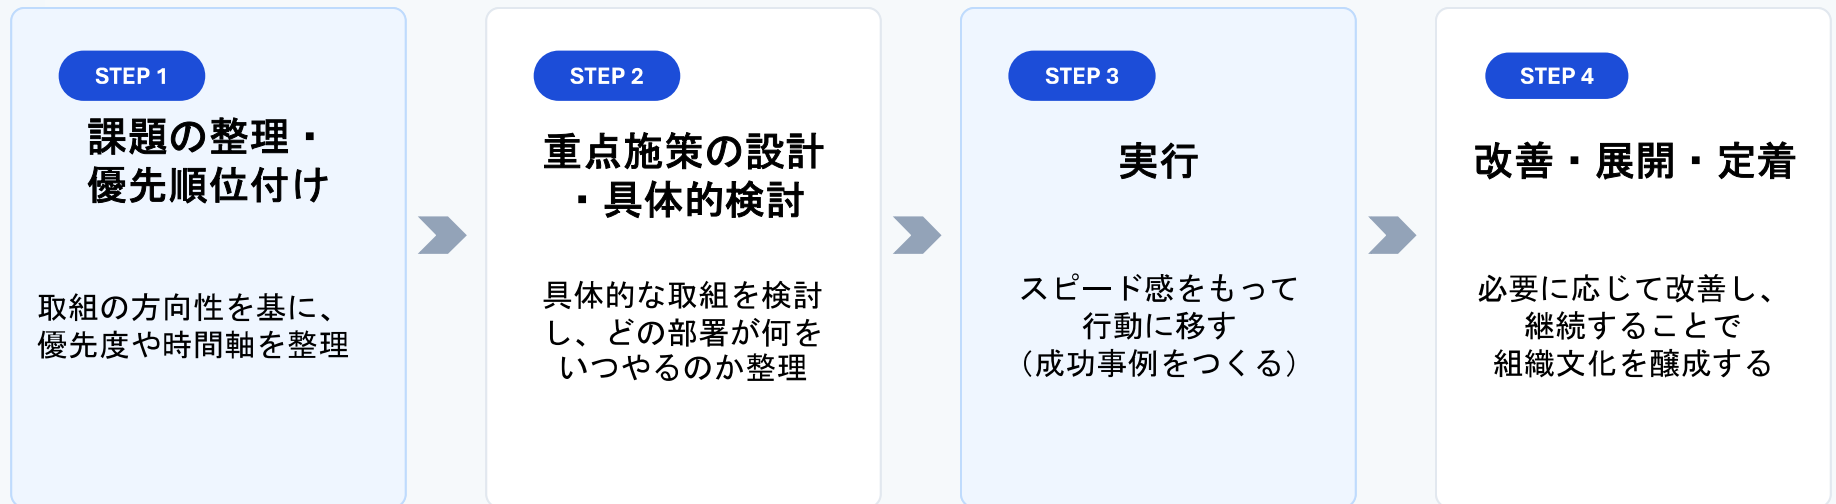 STEP 1
課題の整理・
優先順位付け
取組の方向性を基に、
優先度や時間軸を整理
STEP 2
重点施策の設計
・具体的検討
具体的な取組を検討
し、どの部署が何を
いつやるのか整理
STEP 3
実行
スピード感をもって
行動に移す
（成功事例をつくる）
STEP 4
改善・展開・定着
必要に応じて改善し、
継続することで
組織文化を醸成する